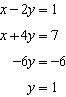 x − 2y = 1
x + 4y = 7
−6y = −6
y = 1